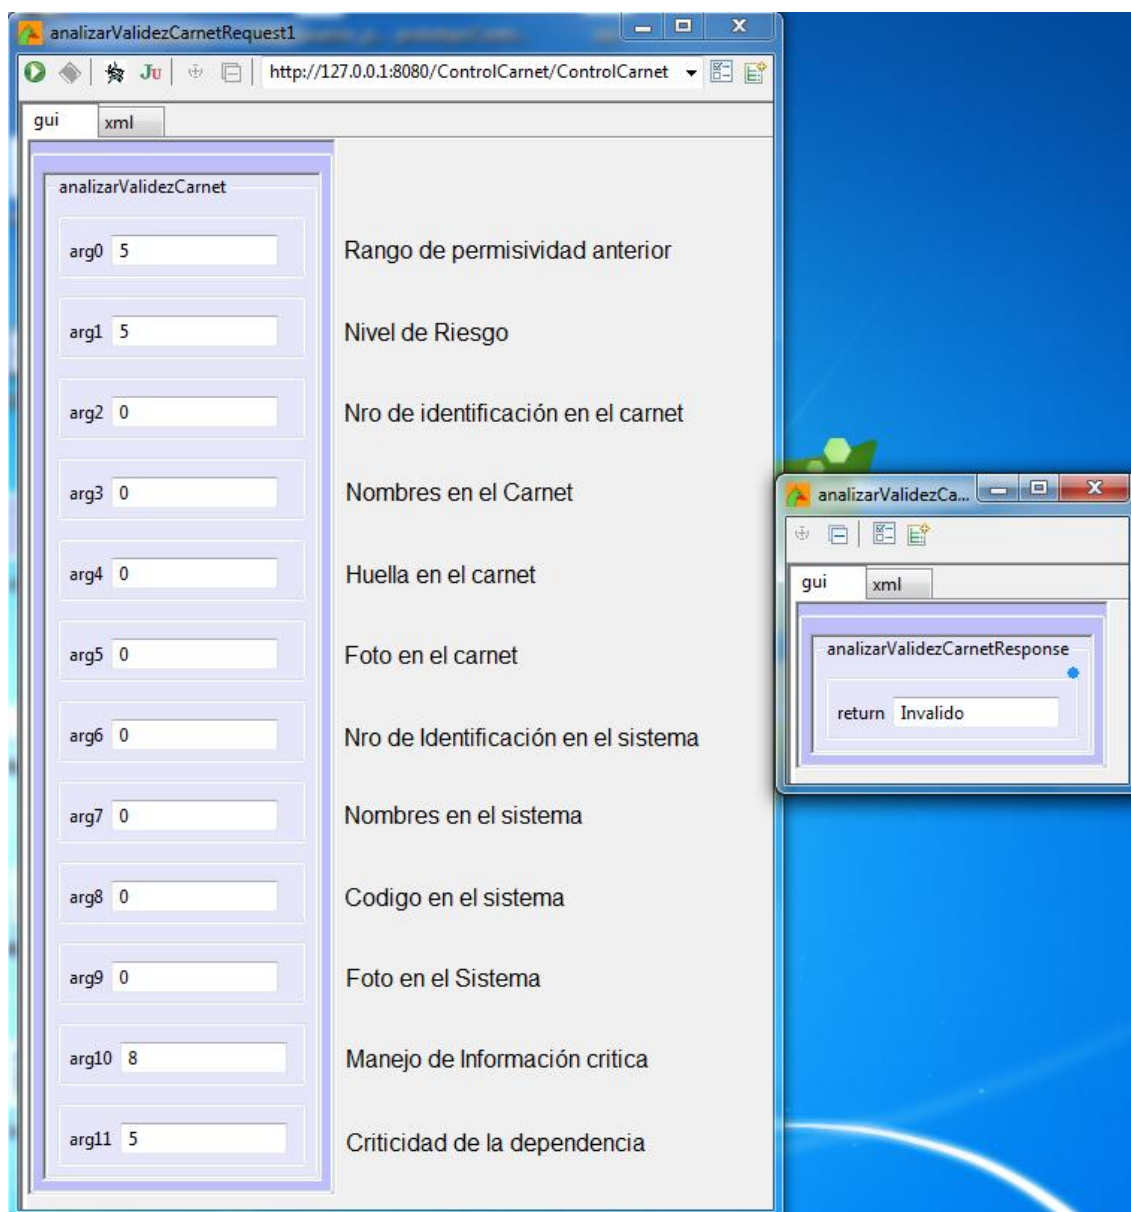 analizarValidezCarnetRequest1
Ju
http://127.0.0.1:8080/ControlCarnet/ControlCarnet
gui xml
analizarValidezCarnet
arg0 5 Rango de permisividad anterior
arg1 5 Nivel de Riesgo
arg2 0 Nro de identificación en el carnet
arg3 0 Nombres en el Carnet
arg4 0 Huella en el carnet
arg5 0 Foto en el carnet
arg6 0 Nro de Identificación en el sistema
arg7 0 Nombres en el sistema
arg8 0 Codigo en el sistema
arg9 0 Foto en el Sistema
arg10 8 Manejo de Información critica
arg11 5 Criticidad de la dependencia
analizarValidezCa...
gui xml
analizarValidezCarnetResponse
return Invalido